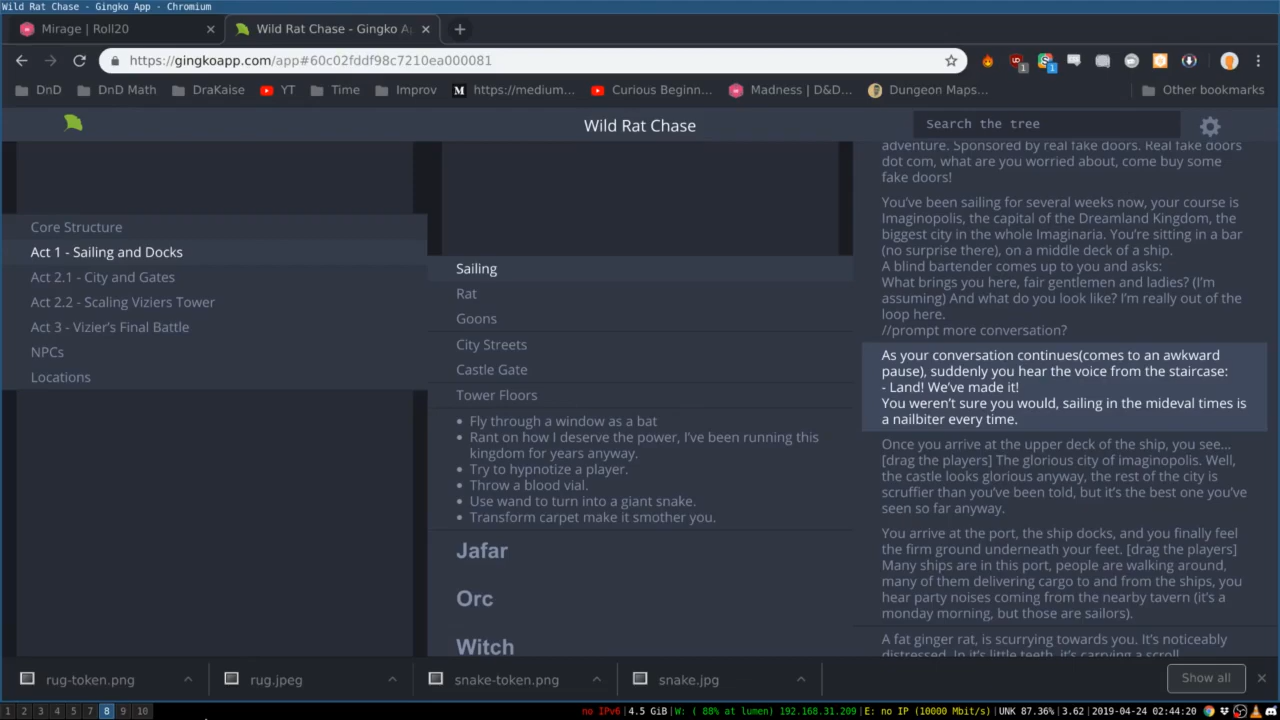 Wild Rat Chase - Gingko App - Chromium
Mirage | Roll20
Wild Rat Chase - Gingko Ap
https://gingkoapp.com/app#60c02fddf98c7210ea000081
1
1
DnD
DnD Math
DraKaise
YT
Time
Improv
https://medium...
Curious Beginn...
Madness | D&D...
Dungeon Maps...
Other bookmarks
Wild Rat Chase
Search the tree
Core Structure
Act 1 - Sailing and Docks
Act 2.1 - City and Gates
Act 2.2 - Scaling Viziers Tower
Act 3 - Vizier's Final Battle
NPCs
Locations
Sailing
Rat
Goons
City Streets
Castle Gate
Tower Floors
Fly through a window as a bat
Rant on how I deserve the power, I've been running this
kingdom for years anyway.
Try to hypnotize a player.
Throw a blood vial.
Use wand to turn into a giant snake.
Transform carpet make it smother you.
Jafar
Orc
Witch
adventure. Sponsored by real fake doors. Real fake doors
dot com, what are you worried about, come buy some
fake doors!
You've been sailing for several weeks now, your course is
Imaginopolis, the capital of the Dreamland Kingdom, the
biggest city in the whole Imaginaria. You're sitting in a bar
(no surprise there), on a middle deck of a ship.
A blind bartender comes up to you and asks:
What brings you here, fair gentlemen and ladies? (I'm
assuming) And what do you look like? I'm really out of the
loop here.
//prompt more conversation?
As your conversation continues(comes to an awkward
pause), suddenly you hear the voice from the staircase:
- Land! We've made it!
You weren't sure you would, sailing in the mideval times is
a nailbiter every time.
Once you arrive at the upper deck of the ship, you see...
[drag the players] The glorious city of imaginopolis. Well,
the castle looks glorious anyway, the rest of the city is
scruffier than you've been told, but it's the best one you've
seen so far anyway.
You arrive at the port, the ship docks, and you finally feel
the firm ground underneath your feet. [drag the players]
Many ships are in this port, people are walking around,
many of them delivering cargo to and from the ships, you
hear party noises coming from the nearby tavern (it's a
monday morning, but those are sailors).
A fat ginger rat, is scurrying towards you. It's noticeably
distressed. In it's little teeth, it's carrying a scroll
rug-token.png
rug.jpeg
snake-token.png
snake.jpg
Show all
1 2 3 4 5 6 7 8 9 10
no IPv6| 4.5 GiB|W: ( 88% at lumen) 192.168.31.209|E: no IP (10000 Mbit/s)|UNK 87.36%|3.62|2019-04-24 02:44:20